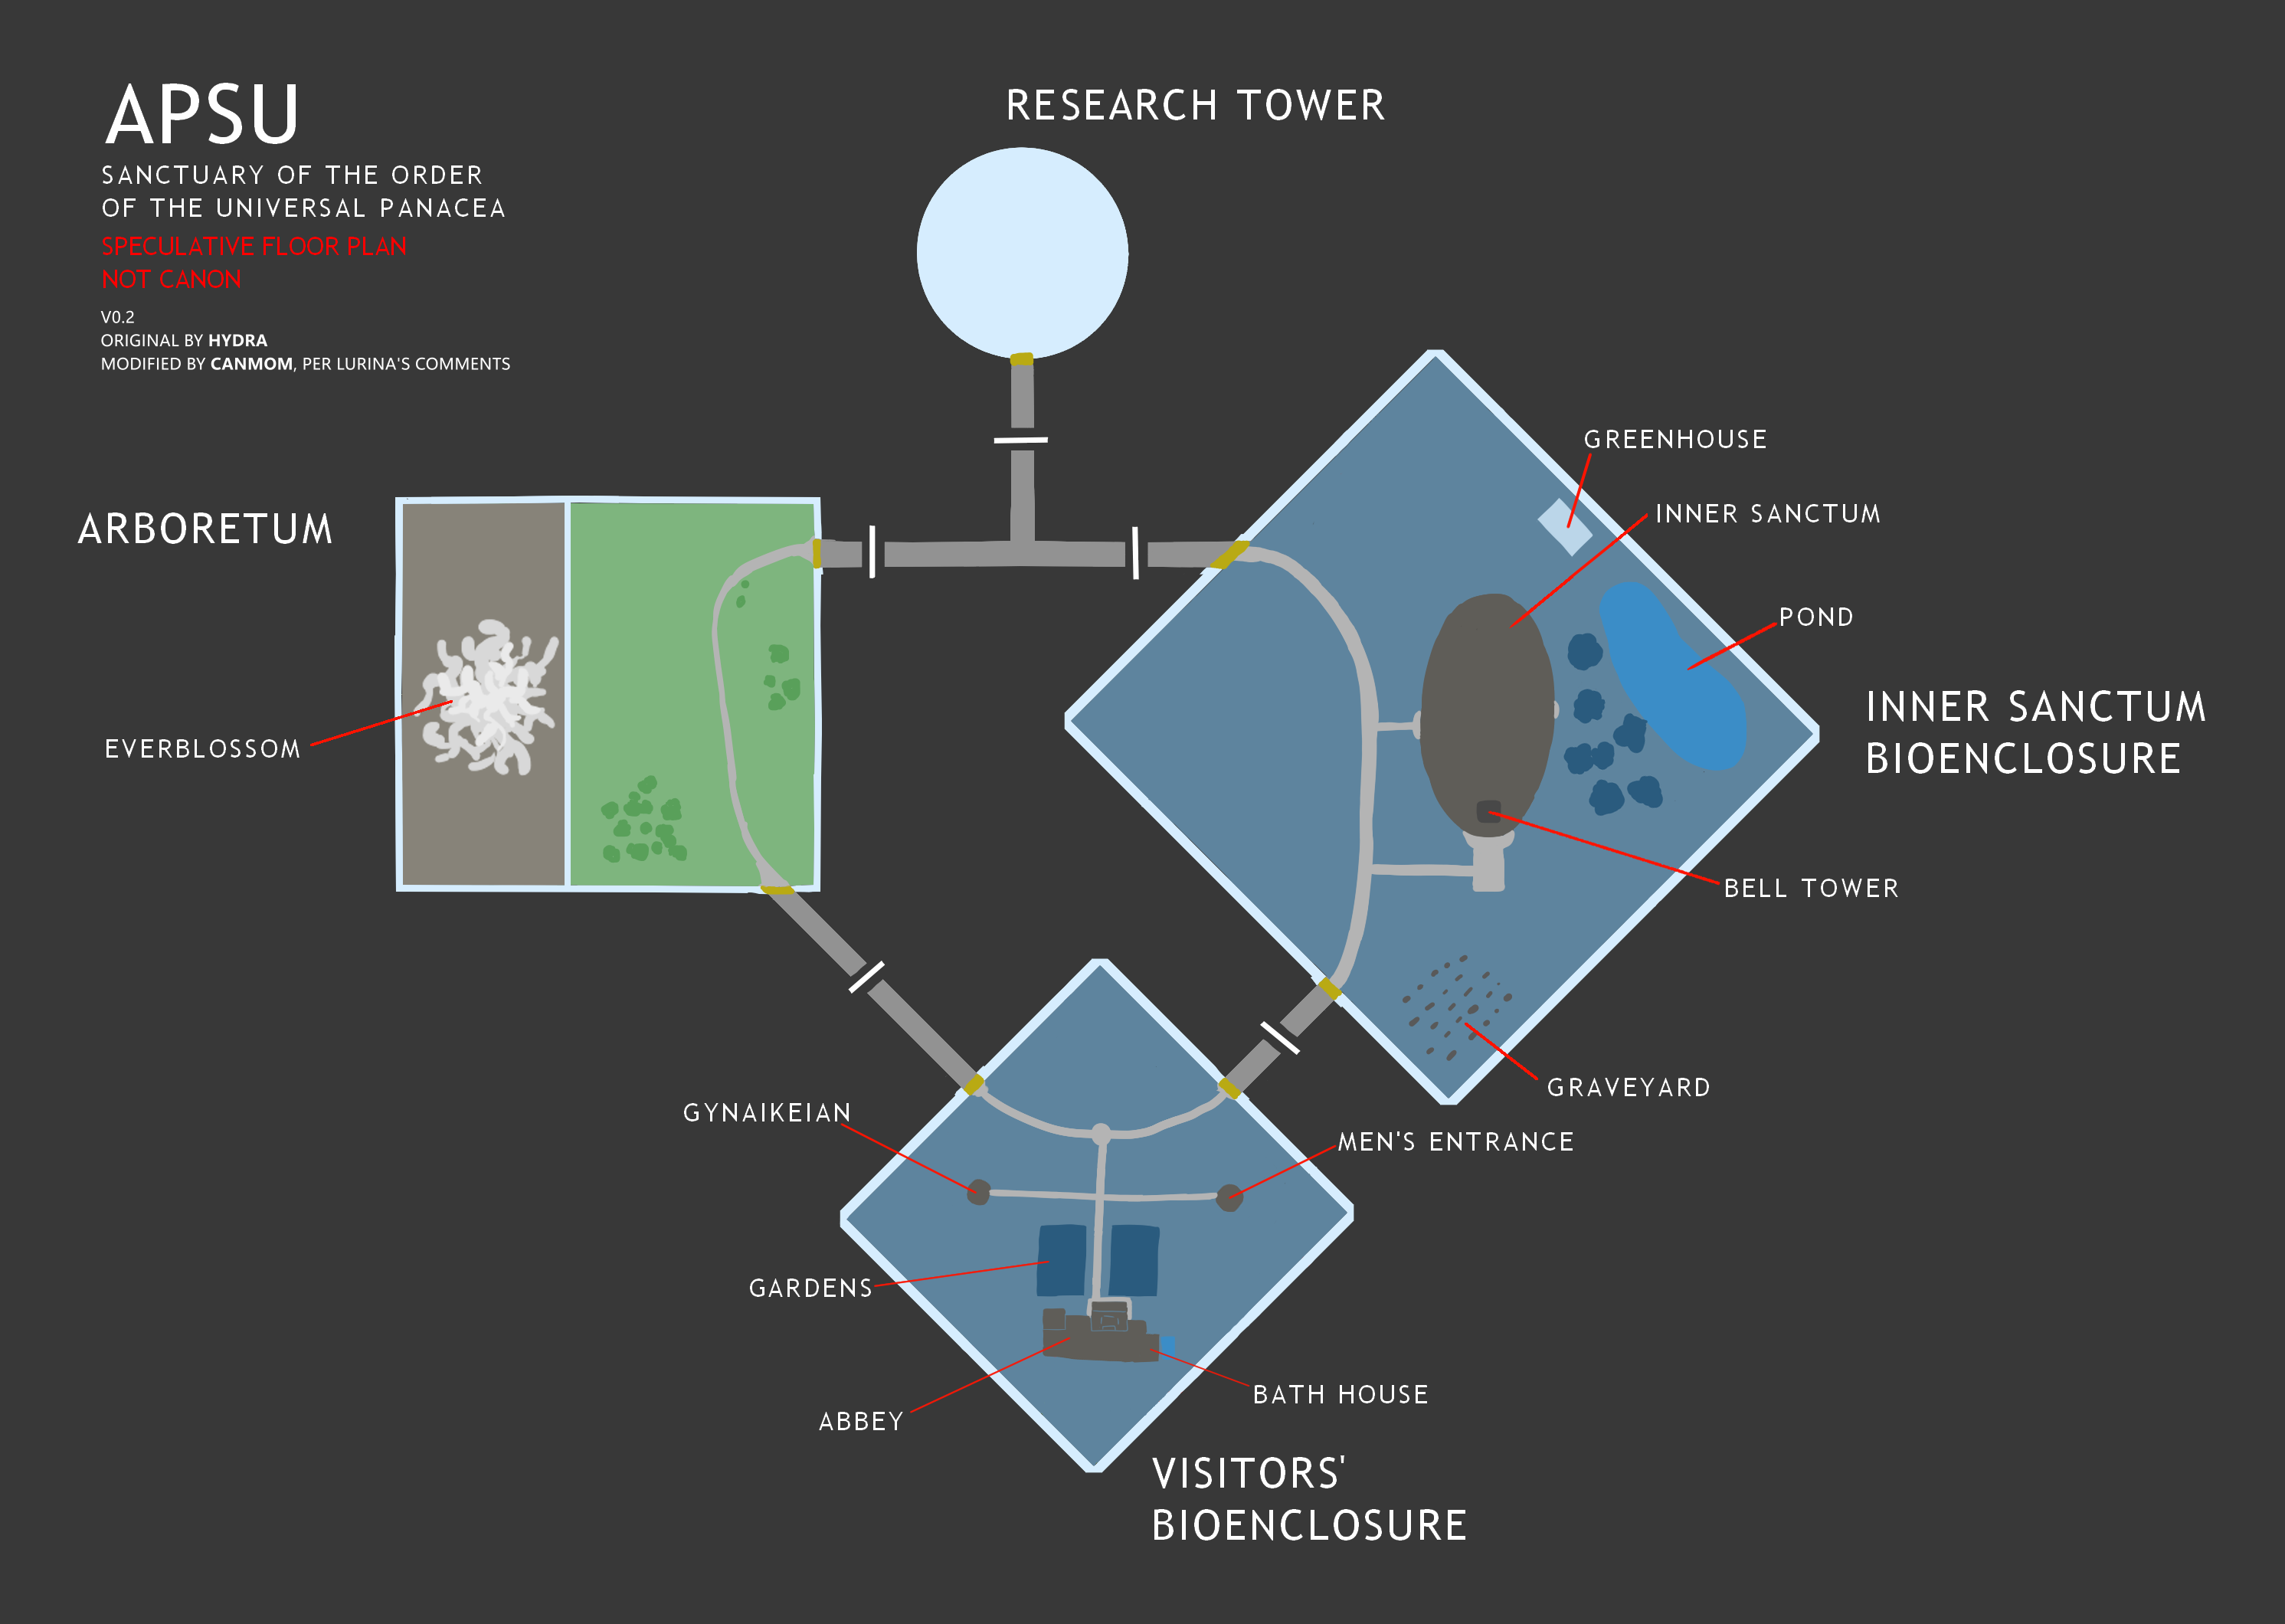 APSU
SANCTUARY OF THE ORDER
OF THE UNIVERSAL PANACEA
SPECULATIVE FLOOR PLAN
NOT CANON
V0.2
ORIGINAL BY HYDRA
MODIFIED BY CANMOM, PER LURINA'S COMMENTS
RESEARCH TOWER
GREENHOUSE
INNER SANCTUM
ARBORETUM
POND
INNER SANCTUM
BIOENCLOSURE
EVERBLOSSOM
BELL TOWER
GRAVEYARD
GYNAIKEIAN
MEN'S ENTRANCE
GARDENS
BATH HOUSE
ABBEY
VISITORS'
BIOENCLOSURE